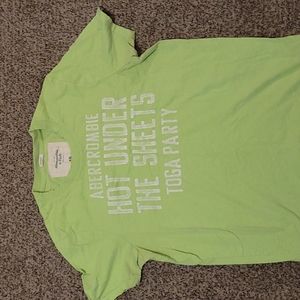 ABERCROMBIE
HOT UNDER
THE SHEETS
TOGA PARTY